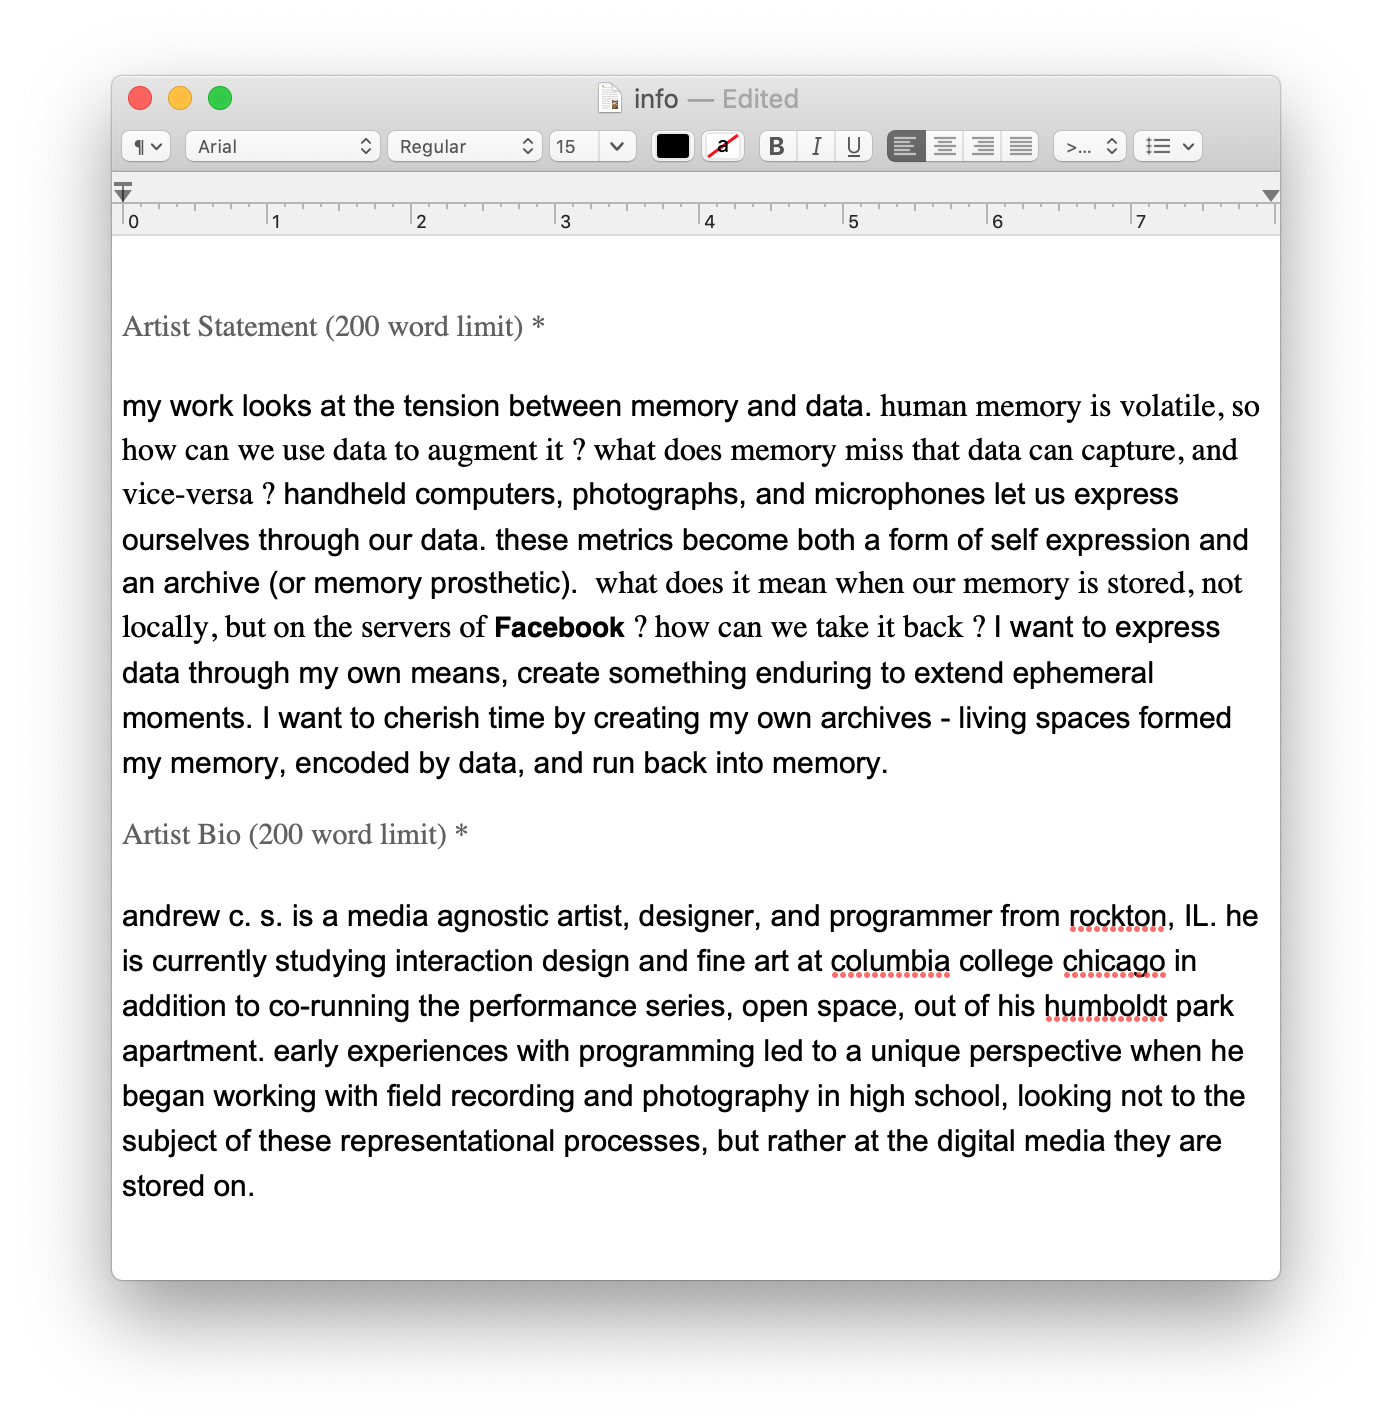 info — Edited
¶ Arial Regular 15 a B I U >...
0 1 2 3 4 5 6 7
Artist Statement (200 word limit) *
my work looks at the tension between memory and data. human memory is volatile, so
how can we use data to augment it ? what does memory miss that data can capture, and
vice-versa ? handheld computers, photographs, and microphones let us express
ourselves through our data. these metrics become both a form of self expression and
an archive (or memory prosthetic).  what does it mean when our memory is stored, not
locally, but on the servers of Facebook ? how can we take it back ? I want to express
data through my own means, create something enduring to extend ephemeral
moments. I want to cherish time by creating my own archives - living spaces formed
my memory, encoded by data, and run back into memory.
Artist Bio (200 word limit) *
andrew c. s. is a media agnostic artist, designer, and programmer from rockton, IL. he
is currently studying interaction design and fine art at columbia college chicago in
addition to co-running the performance series, open space, out of his humboldt park
apartment. early experiences with programming led to a unique perspective when he
began working with field recording and photography in high school, looking not to the
subject of these representational processes, but rather at the digital media they are
stored on.